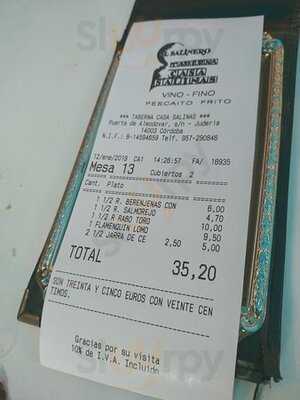 EL SALINERO
TABERNA
CASA
SALINAS
VINO - FINO
PESCAITO FRITO
*** TABERNA CASA SALINAS ***
Puerta de Almodovar, s/n - Juderia
14003 Córdoba
N.I.F.: B-14594659 Telf. 957-290846
12/ene/2019 CA1 14:26:57 FA/ 18935
Mesa 13 Cubiertos 2
Cant. Plato
1 1/2 R. BERENJENAS CON 6,00
1 1/2 R. SALMOREJO 4,70
1 1/2 R RABO TORO 10,00
1 FLAMENQUIN LOMO 9,50
2 1/2 JARRA DE CE 2,50 5,00
TOTAL 35,20
SON TREINTA Y CINCO EUROS CON VEINTE CEN
TIMOS.
Gracias por su visita
10% de I.V.A. Incluido